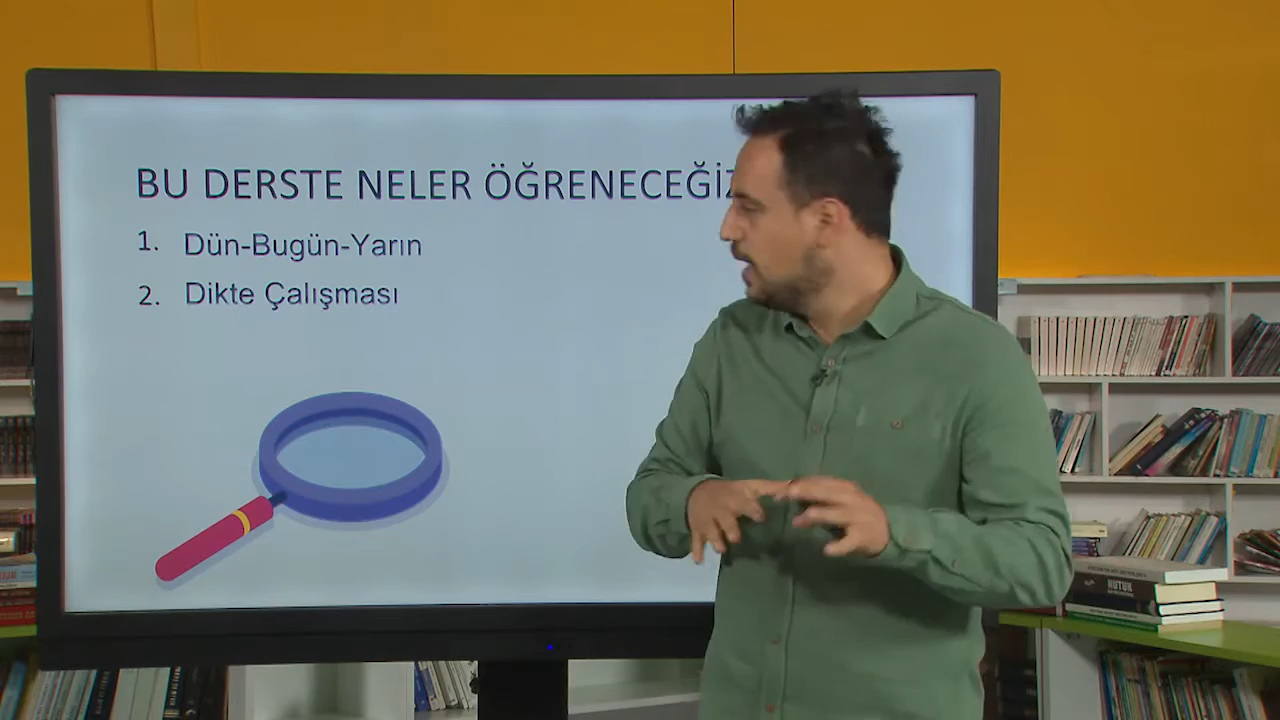 BU DERSTE NELER ÖĞRENECEĞİZ
1. Dün-Bugün-Yarın
2. Dikte Çalışması
NUTUK